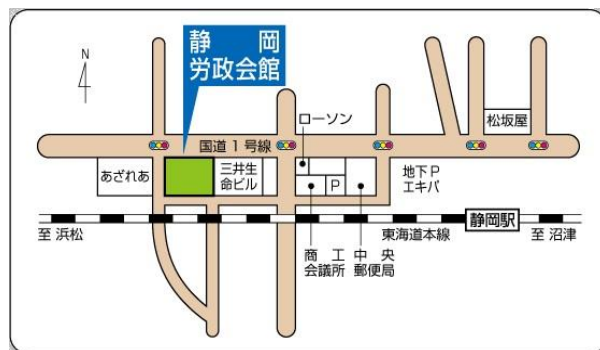 N
静岡
労政会館
ローソン
松坂屋
国道1号線
あざれあ
三井生
命ビル
P
地下P
エキパ
静岡駅
至 浜松
東海道本線
至 沼津
商工
会議所
中央
郵便局